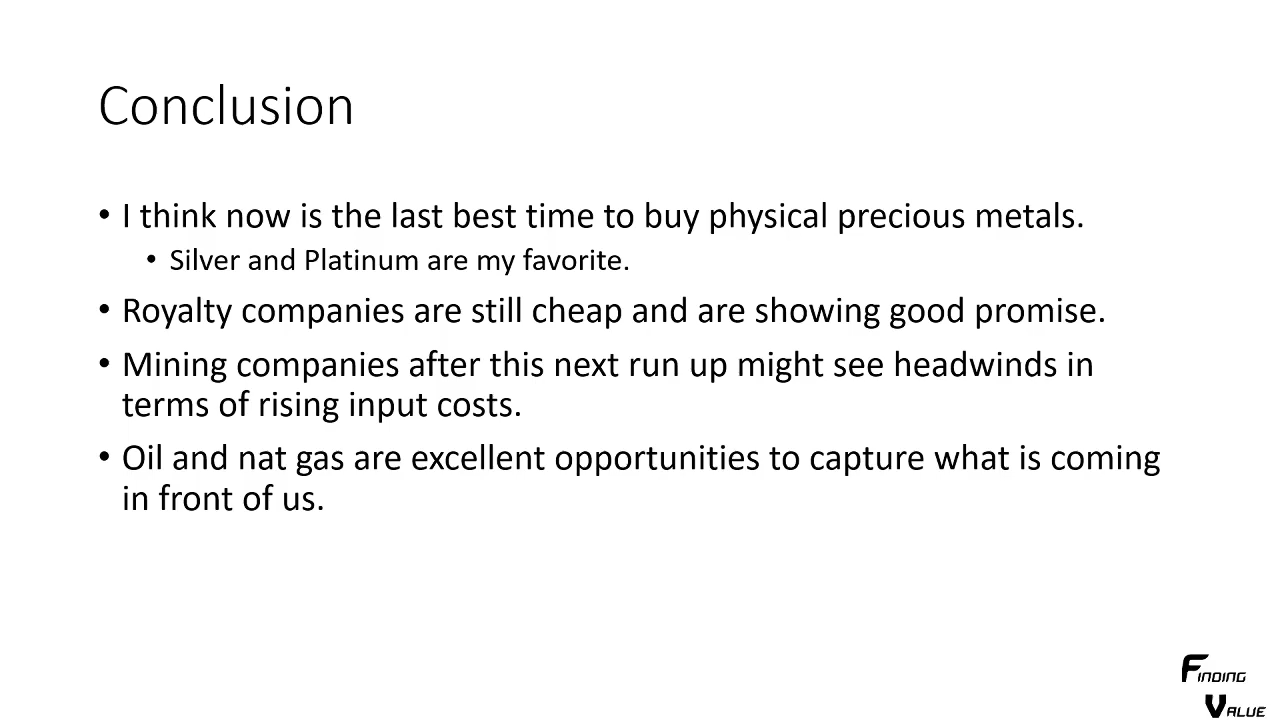 Conclusion
• I think now is the last best time to buy physical precious metals.
• Silver and Platinum are my favorite.
• Royalty companies are still cheap and are showing good promise.
• Mining companies after this next run up might see headwinds in
terms of rising input costs.
• Oil and nat gas are excellent opportunities to capture what is coming
in front of us.
Finding
Value